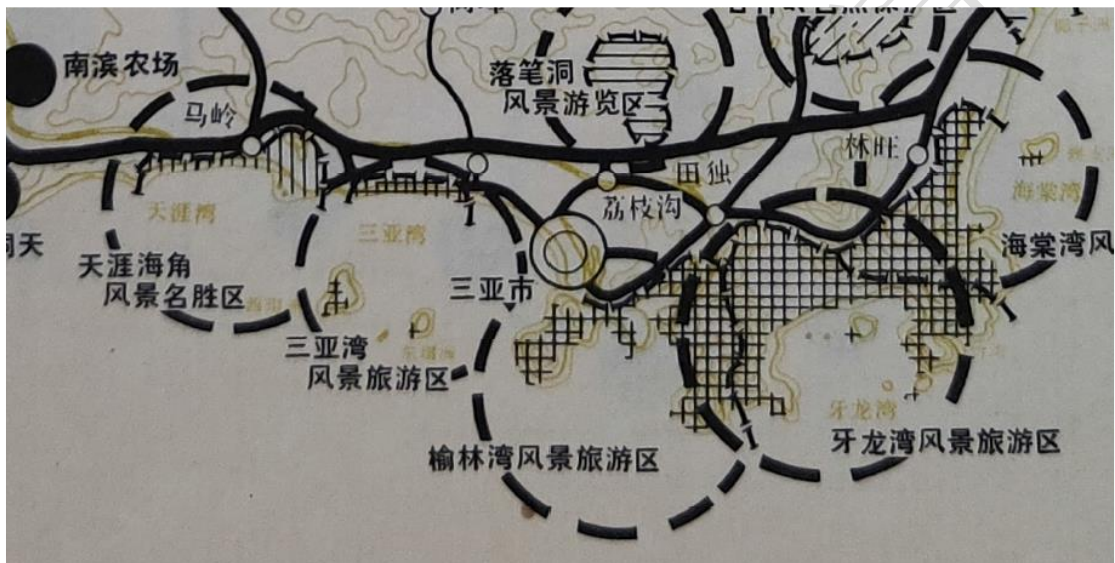 南滨农场
马岭
落笔洞
风景游览区
林旺
田独
荔枝沟
海棠湾
天涯湾
三亚湾
海棠湾风
洞天
天涯海角
风景名胜区
三亚市
三亚湾
风景旅游区
牙龙湾
牙龙湾风景旅游区
榆林湾风景旅游区